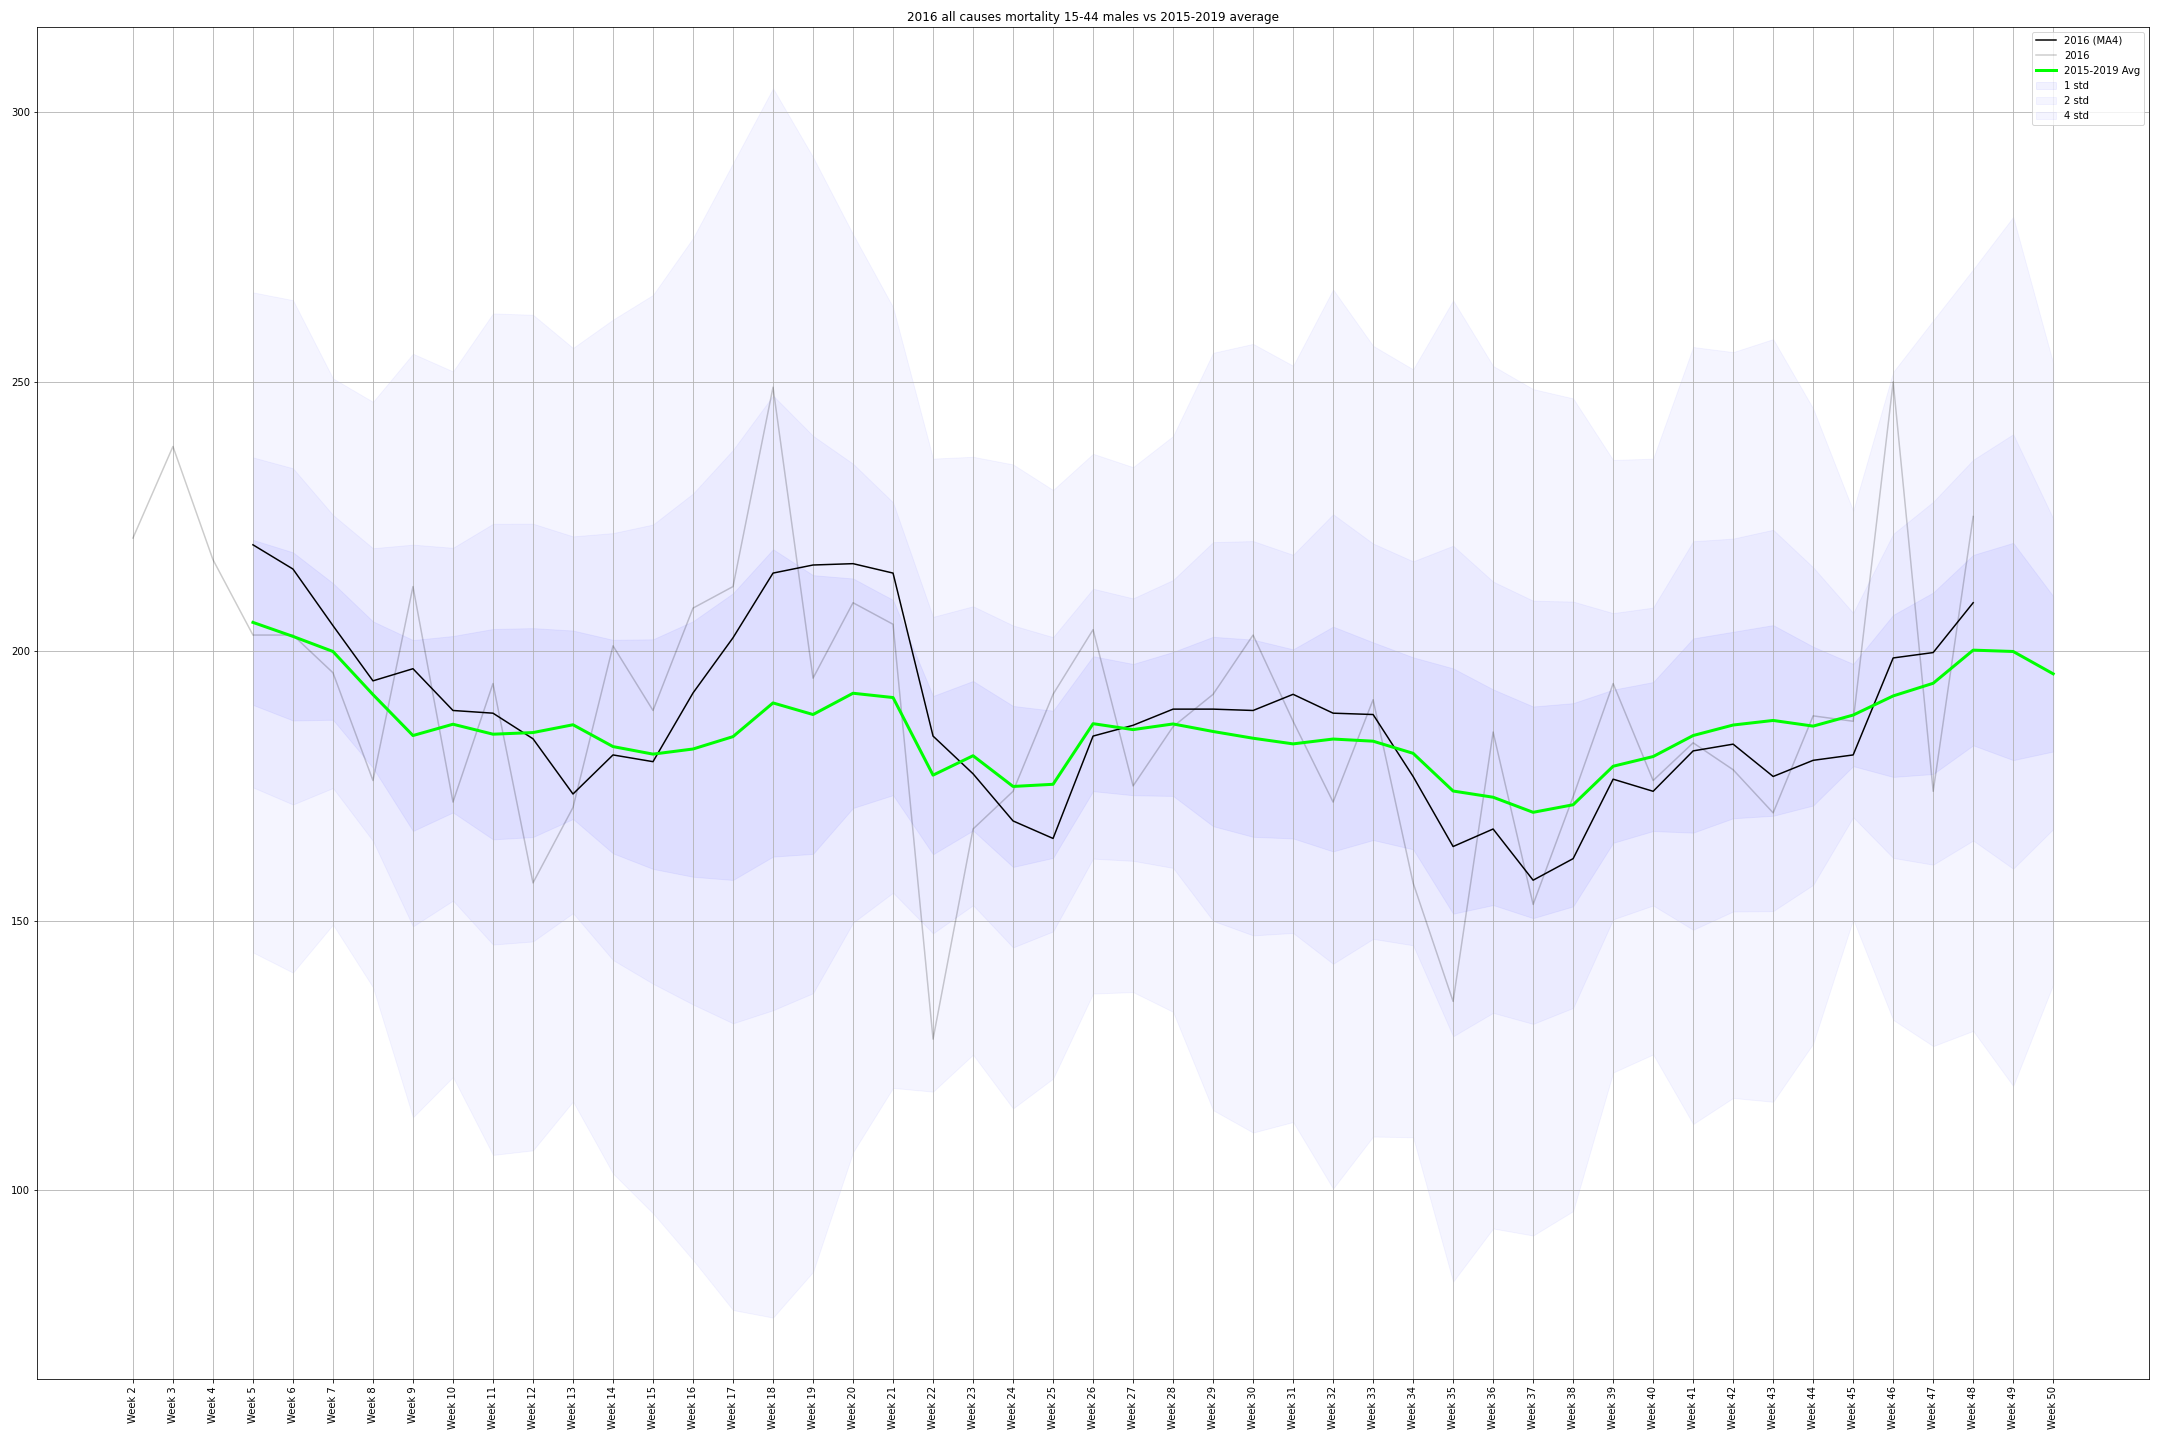 2016 all causes mortality 15-44 males vs 2015-2019 average
2016 (MA4)
2016
2015-2019 Avg
1 std
2 std
4 std
300
250
200
150
100
Week 2
Week 3
Week 4
Week 5
Week 6
Week 7
Week 8
Week 9
Week 10
Week 11
Week 12
Week 13
Week 14
Week 15
Week 16
Week 17
Week 18
Week 19
Week 20
Week 21
Week 22
Week 23
Week 24
Week 25
Week 26
Week 27
Week 28
Week 29
Week 30
Week 31
Week 32
Week 33
Week 34
Week 35
Week 36
Week 37
Week 38
Week 39
Week 40
Week 41
Week 42
Week 43
Week 44
Week 45
Week 46
Week 47
Week 48
Week 49
Week 50